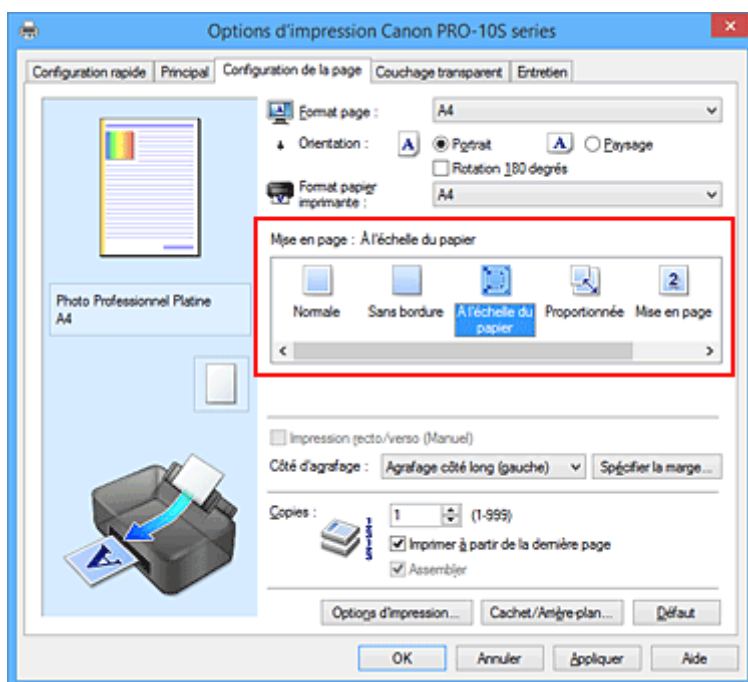 Options d'impression Canon PRO-10S series
Configuration rapide Principal Configuration de la page Couchage transparent Entretien
Format page : A4
Orientation : A Portrait A Paysage
Rotation 180 degrés
Format papier
imprimante : A4
Mise en page : À l'échelle du papier
Normale Sans bordure À l'échelle du
papier Proportionnée Mise en page
2
Photo Professionnel Platine
A4
Impression recto/verso (Manuel)
Côté d'agrafage : Agrafage côté long (gauche) Spécifier la marge...
Copies : 1 (1-999)
Imprimer à partir de la dernière page
Assembler
A
Options d'impression... Cachet/Arrière-plan... Défaut
OK Annuler Appliquer Aide